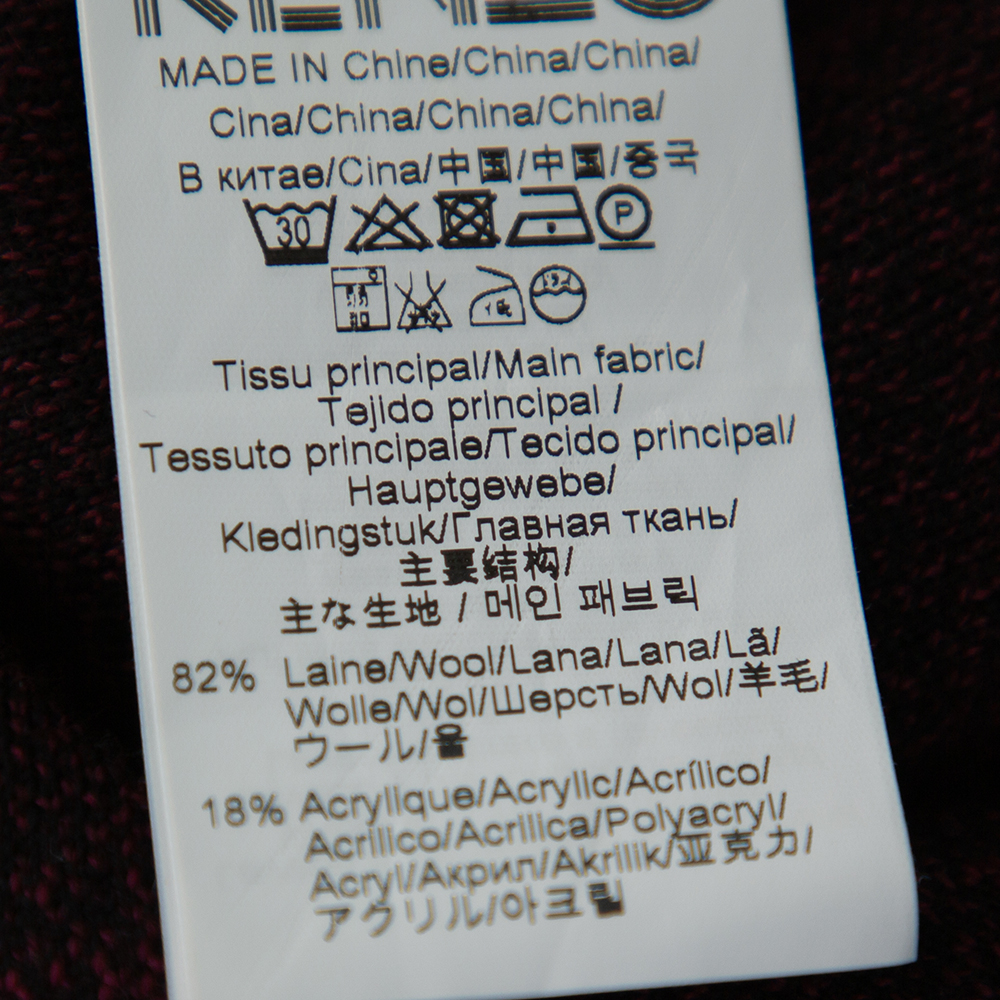 KENZO
MADE IN Chine/China/China/
Cina/China/China/China/
В китае/Cina/中国/中国/중국
30 P
Tissu principal/Main fabric/
Tejido principal /
Tessuto principale/Tecido principal/
Hauptgewebe/
Kledingstuk/Главная ткань/
主要结构/
主な生地 / 메인 패브릭
82% Laine/Wool/Lana/Lana/Lã/
Wolle/Wol/Шерсть/Wol/羊毛/
ウール/울
18% Acrylique/Acrylic/Acrílico/
Acrilico/Acrílica/Polyacryl/
Acryl/Акрил/Akrilik/亚克力/
アクリル/아크릴